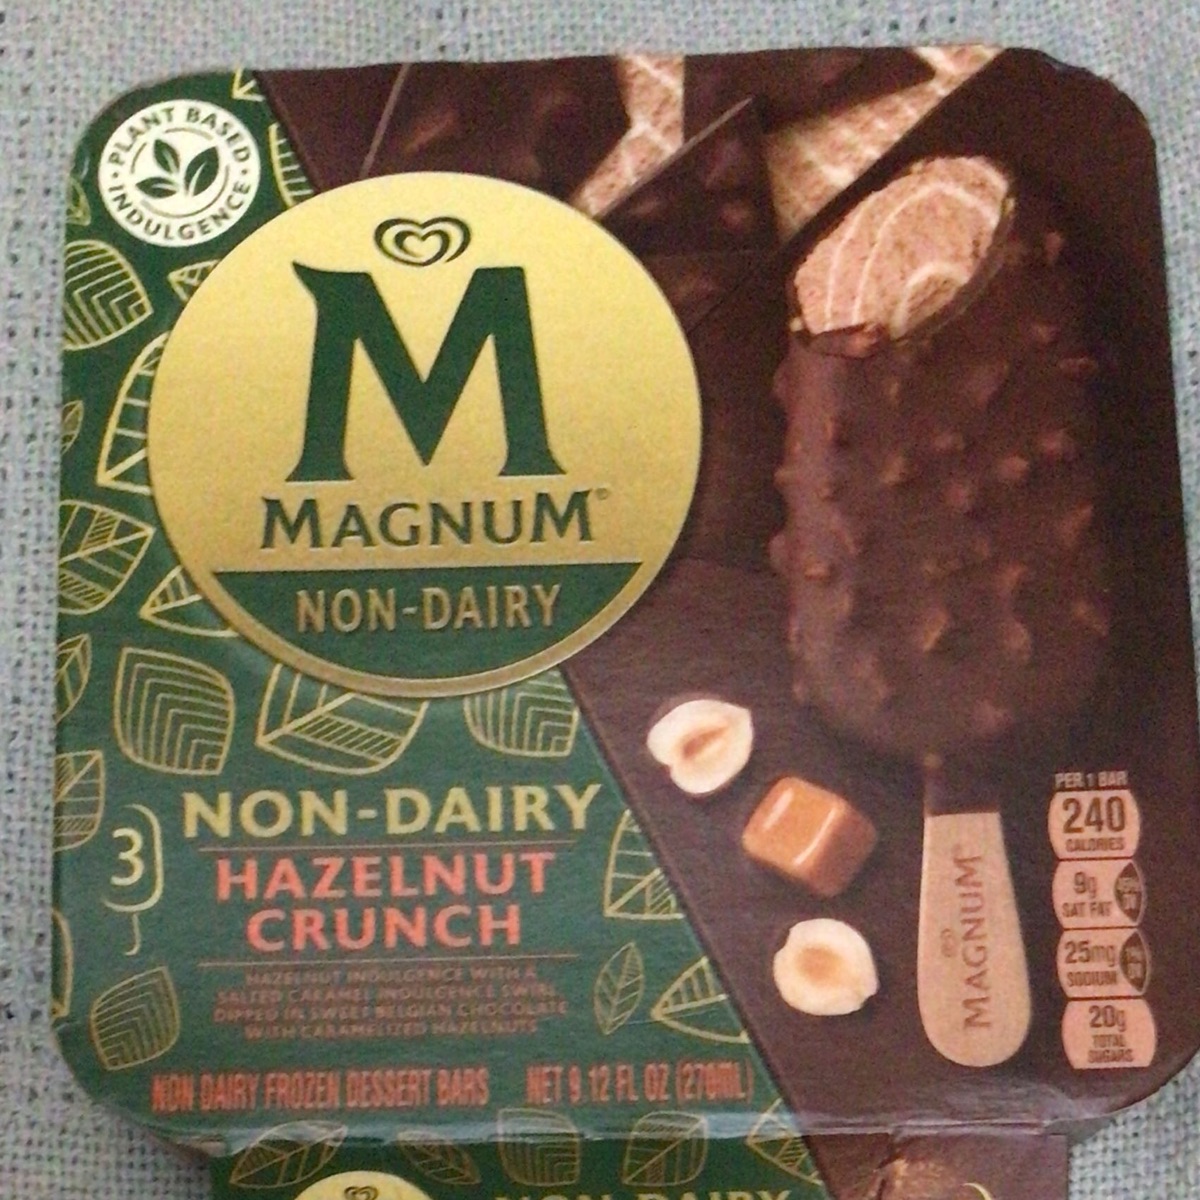 PLANT BASED
INDULGENCE
M
MAGNUM®
NON-DAIRY
3
NON-DAIRY
HAZELNUT
CRUNCH
HAZELNUT INDULGENCE WITH A
SALTED CARAMEL INDULGENCE SWIRL
DIPPED IN SWEET BELGIAN CHOCOLATE
WITH CARAMELIZED HAZELNUTS
NON DAIRY FROZEN DESSERT BARS NET 9.12 FL OZ (270mL)
MAGNUM®
PER 1 BAR
240
CALORIES
9g
SAT FAT
DV
25mg
SODIUM
DV
20g
TOTAL
SUGARS
NON-DAIRY